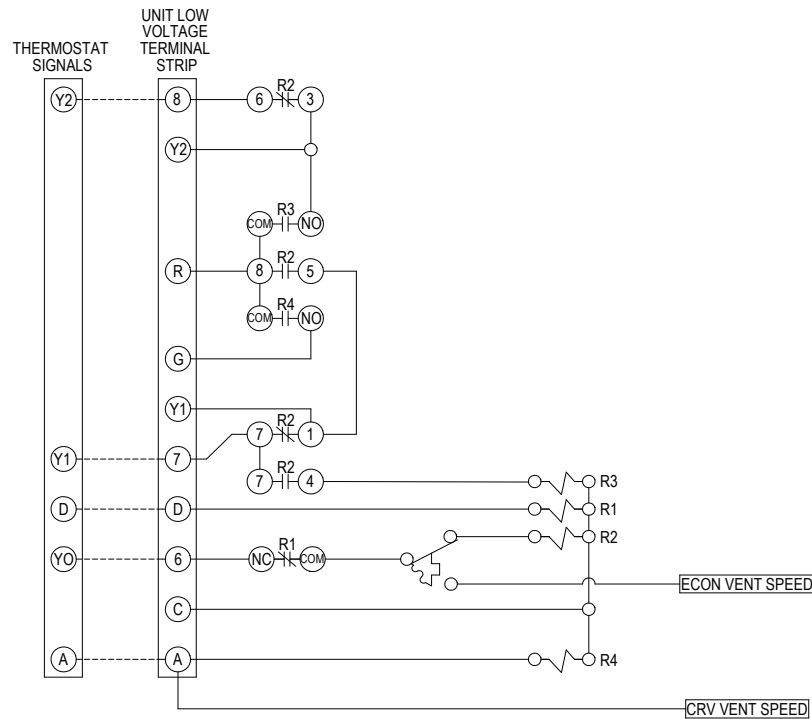 UNIT LOW
VOLTAGE
TERMINAL
STRIP
THERMOSTAT
SIGNALS
Y2 8 6 R2 3
Y2
COM R3 NO
R 8 R2 5
COM R4 NO
G
Y1
7 R2 1
Y1 7
7 R2 4 R3
D D R1
R2
YO 6 NC R1 COM
ECON VENT SPEED
C
A A R4
CRV VENT SPEED